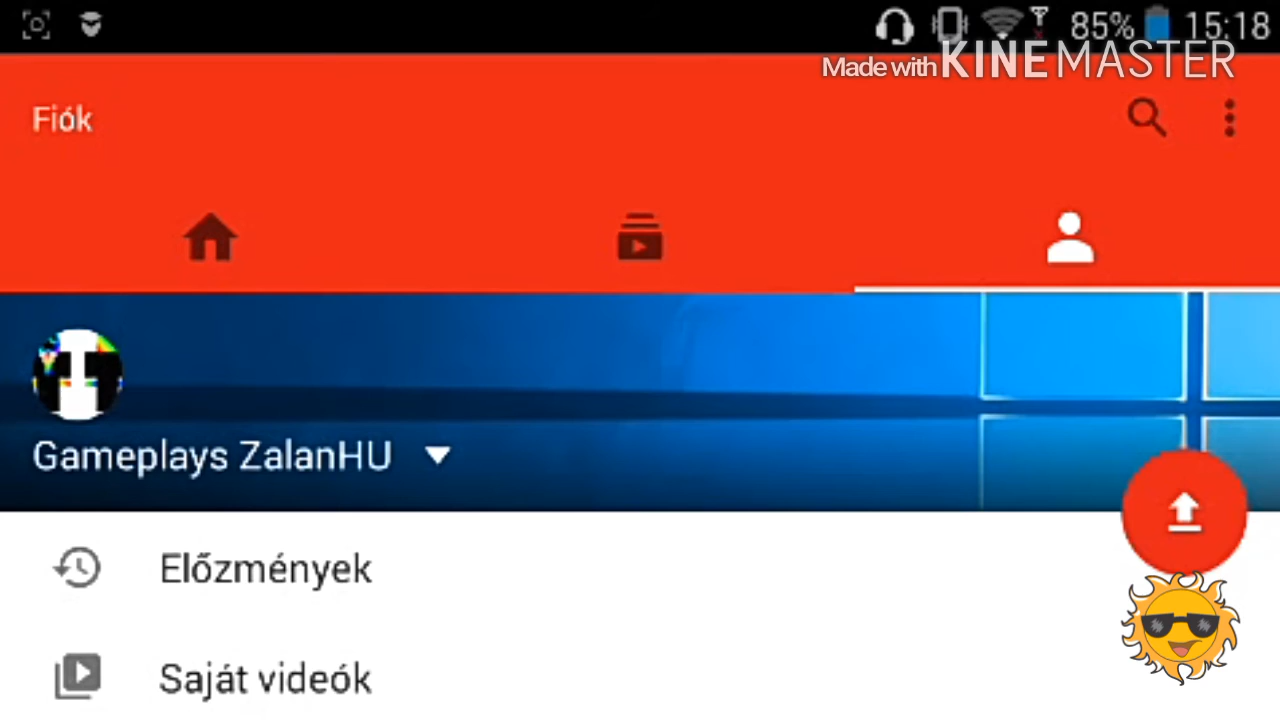 85% 15:18
Made with KINEMASTER
Fiók
Gameplays ZalanHU
Előzmények
Saját videók